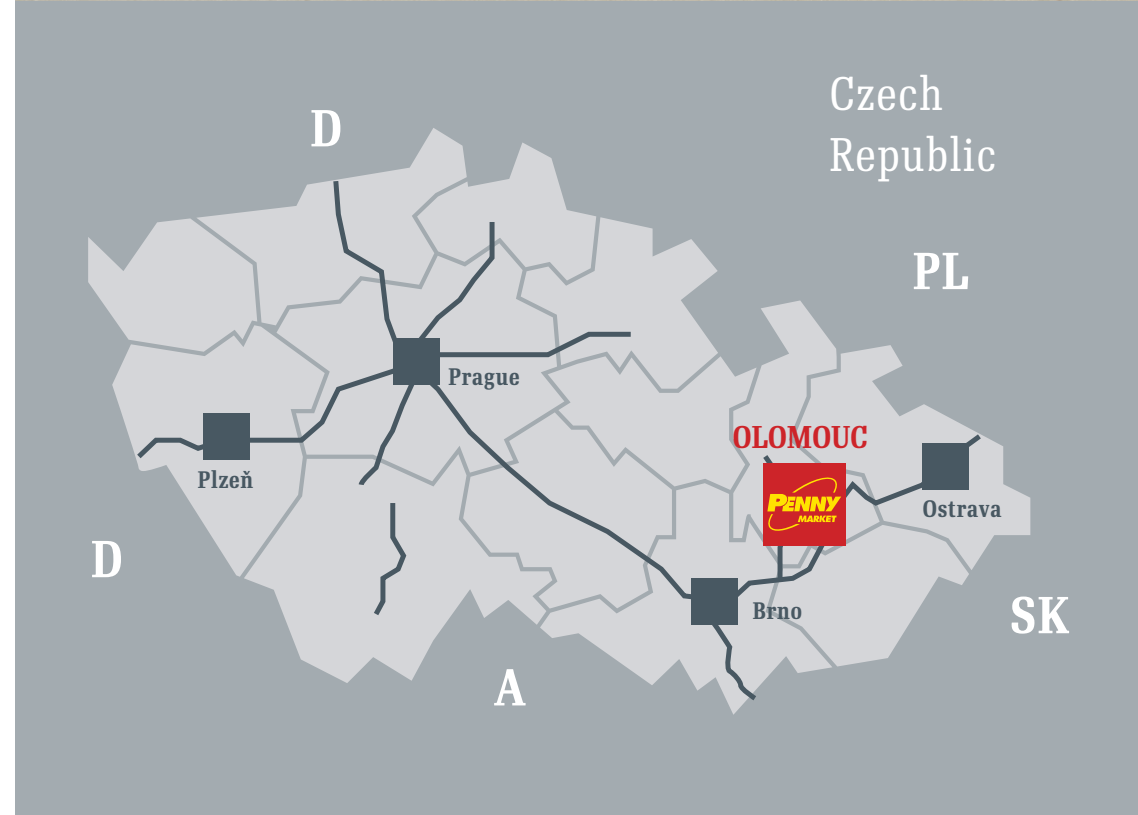 Czech
Republic
D
PL
Prague
OLOMOUC
Plzeň
PENNY
MARKET
Ostrava
D
Brno
SK
A